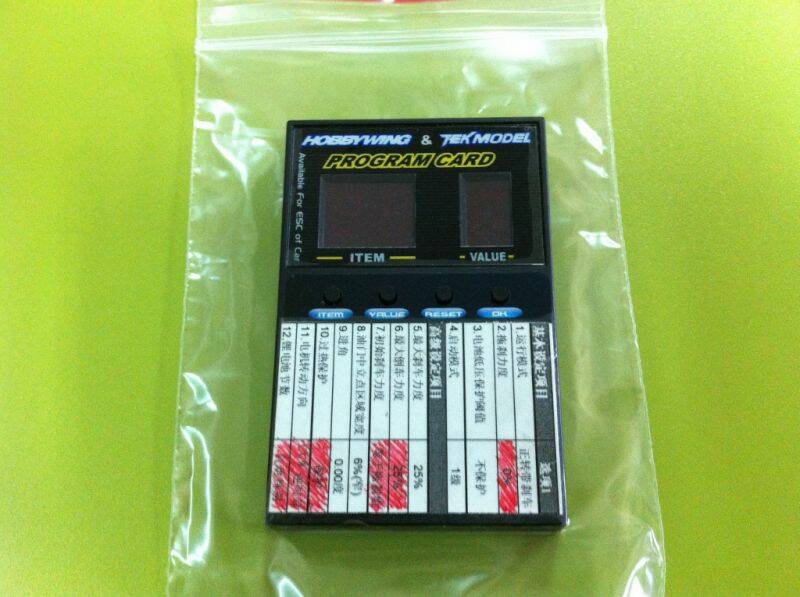 HOBBYWING & TEKMODEL
PROGRAM CARD
Available For ESC of Car
ITEM VALUE
ITEM VALUE RESET OK
基本设定项目 选项1
1.运行模式 正转带刹车
2.拖刹力度 0%
3.电池低压保护阈值 不保护
4.启动模式 1级
高级设定项目
5.最大刹车力度 25%
6.最大倒车力度 25%
7.初始刹车力度
8.油门中立点区域宽度 6%(窄)
9.进角 0.00度
10.过热保护
11.电机转动方向
12.锂电池节数